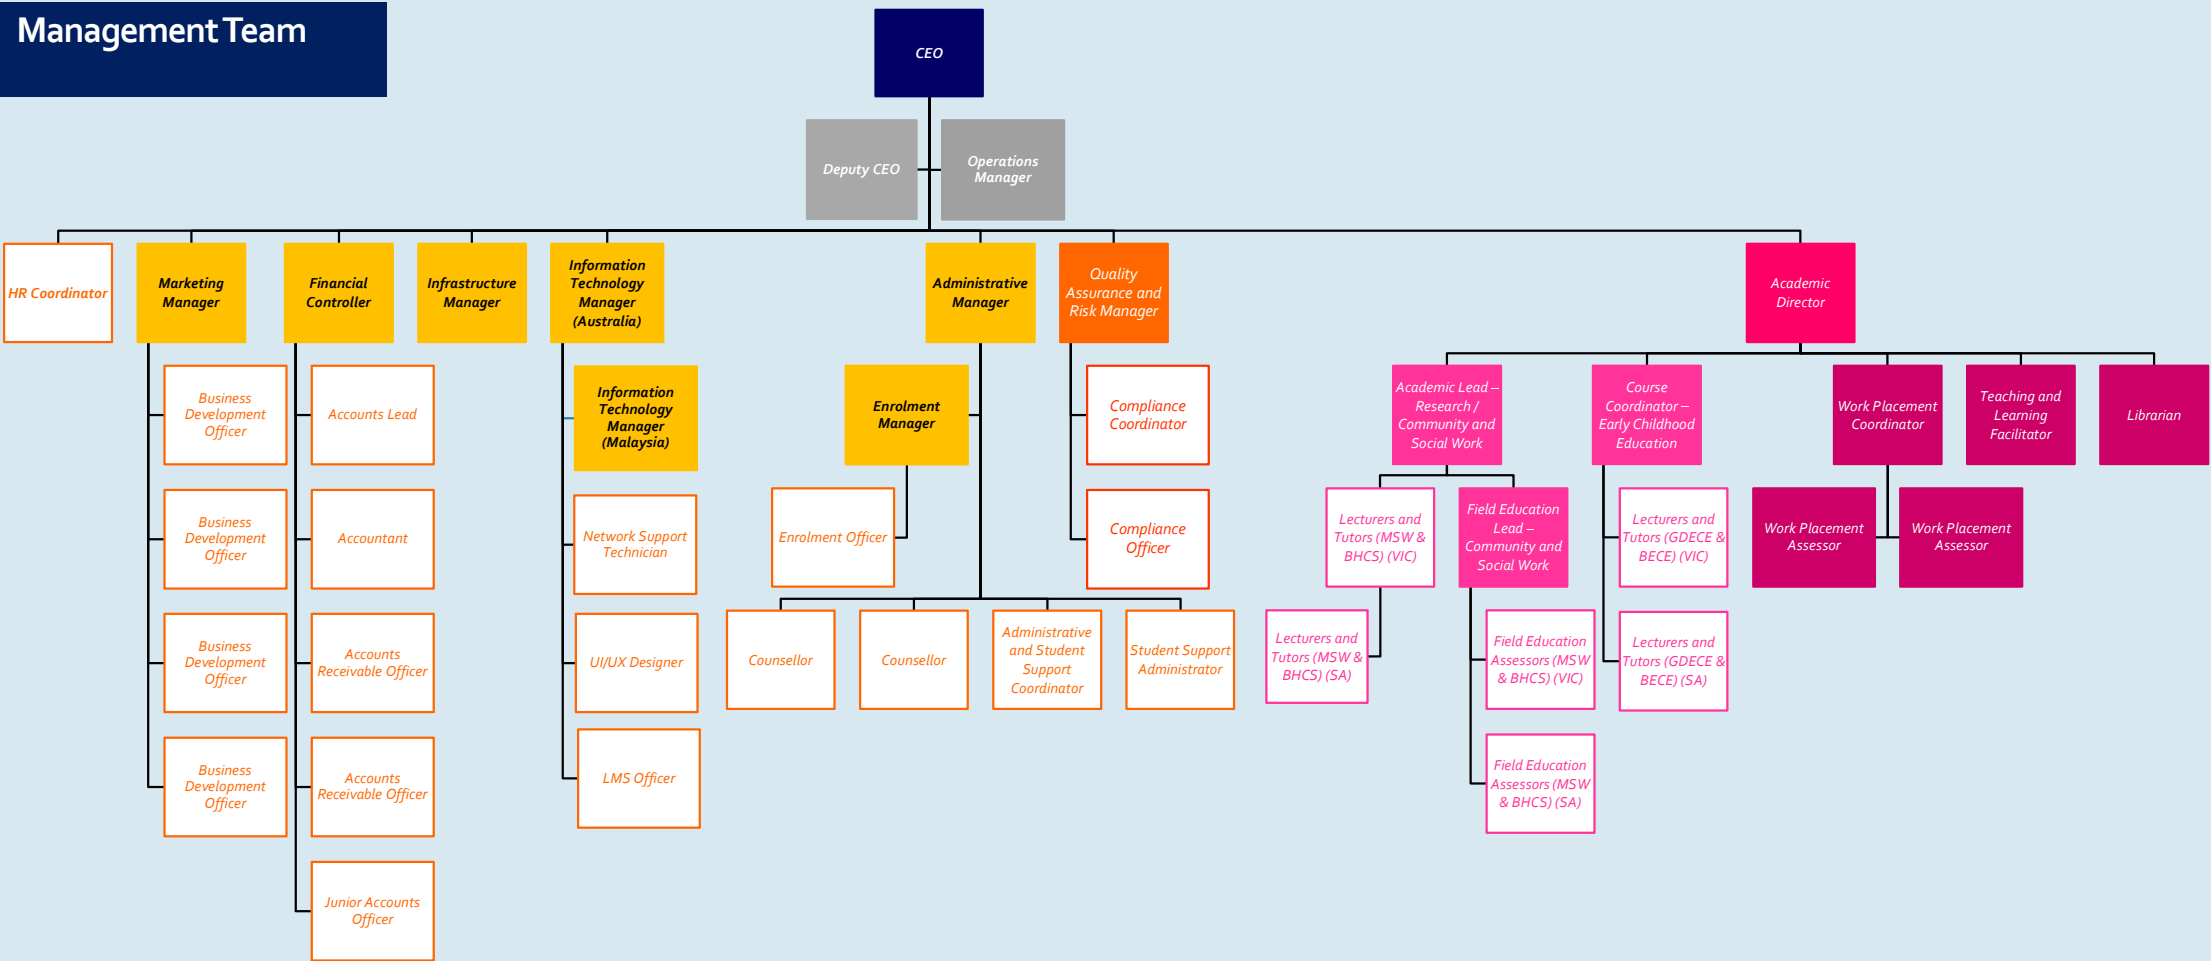 Management Team
CEO
Deputy CEO
Operations
Manager
HR Coordinator
Marketing
Manager
Financial
Controller
Infrastructure
Manager
Information
Technology
Manager
(Australia)
Administrative
Manager
Quality
Assurance and
Risk Manager
Academic
Director
Business
Development
Officer
Business
Development
Officer
Business
Development
Officer
Business
Development
Officer
Accounts Lead
Accountant
Accounts
Receivable Officer
Accounts
Receivable Officer
Junior Accounts
Officer
Information
Technology
Manager
(Malaysia)
Network Support
Technician
UI/UX Designer
LMS Officer
Enrolment
Manager
Enrolment Officer
Counsellor
Counsellor
Administrative
and Student
Support
Coordinator
Student Support
Administrator
Compliance
Coordinator
Compliance
Officer
Academic Lead –
Research /
Community and
Social Work
Lecturers and
Tutors (MSW &
BHCS) (VIC)
Lecturers and
Tutors (MSW &
BHCS) (SA)
Field Education
Lead –
Community and
Social Work
Field Education
Assessors (MSW
& BHCS) (VIC)
Field Education
Assessors (MSW
& BHCS) (SA)
Course
Coordinator –
Early Childhood
Education
Lecturers and
Tutors (GDECE &
BECE) (VIC)
Lecturers and
Tutors (GDECE &
BECE) (SA)
Work Placement
Coordinator
Work Placement
Assessor
Work Placement
Assessor
Teaching and
Learning
Facilitator
Librarian